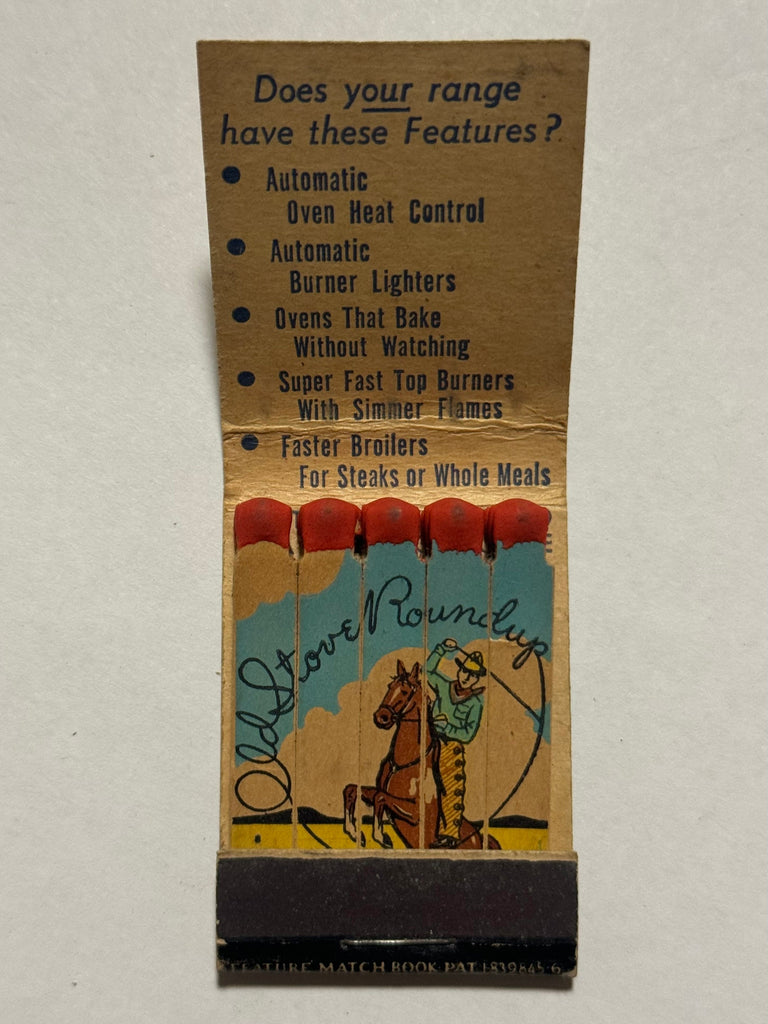 Does your range
have these Features?
• Automatic
Oven Heat Control
• Automatic
Burner Lighters
• Ovens That Bake
Without Watching
• Super Fast Top Burners
With Simmer Flames
• Faster Broilers
For Steaks or Whole Meals
Old Stove Roundup
FEATURE MATCH BOOK PAT.